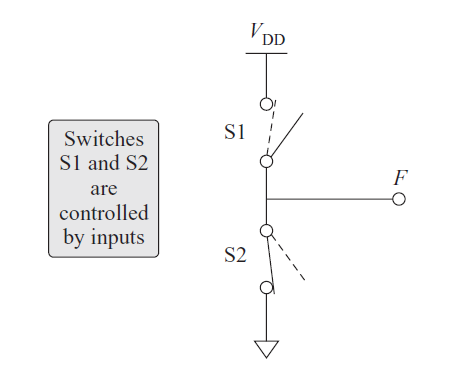 V_DD
S1
Switches
S1 and S2
are
controlled
by inputs
F
S2